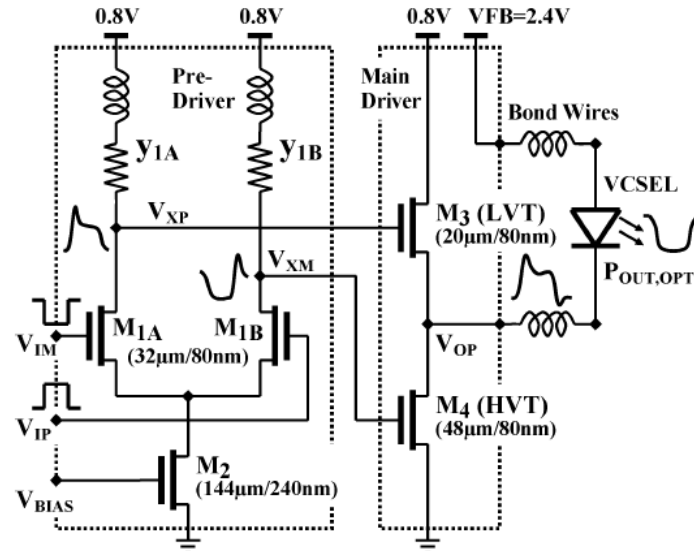 0.8V 0.8V 0.8V VFB=2.4V
Pre-
Driver
Main
Driver
Bond Wires
y1A y1B
VCSEL
VXP
M3 (LVT)
(20μm/80nm)
VXM
POUT,OPT
M1A M1B
(32μm/80nm)
VIM
VOP
VIP
M4 (HVT)
(48μm/80nm)
M2
(144μm/240nm)
VBIAS